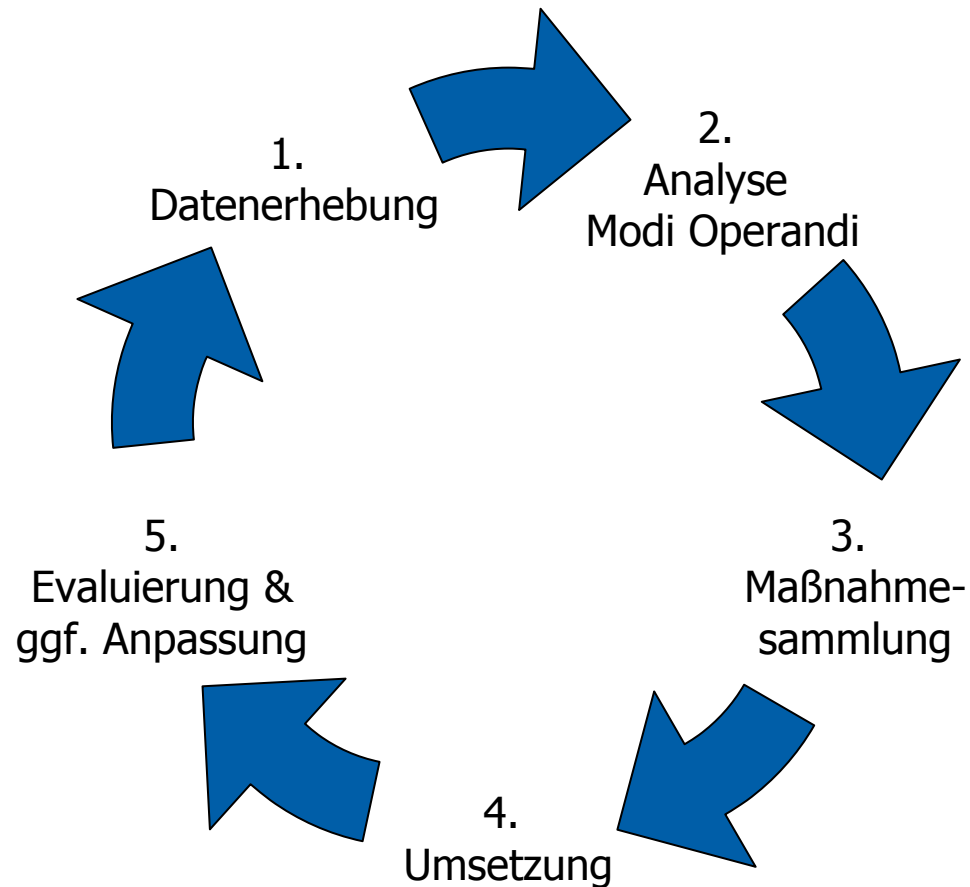 1.
Datenerhebung
2.
Analyse
Modi Operandi
3.
Maßnahme-
sammlung
4.
Umsetzung
5.
Evaluierung &
ggf. Anpassung